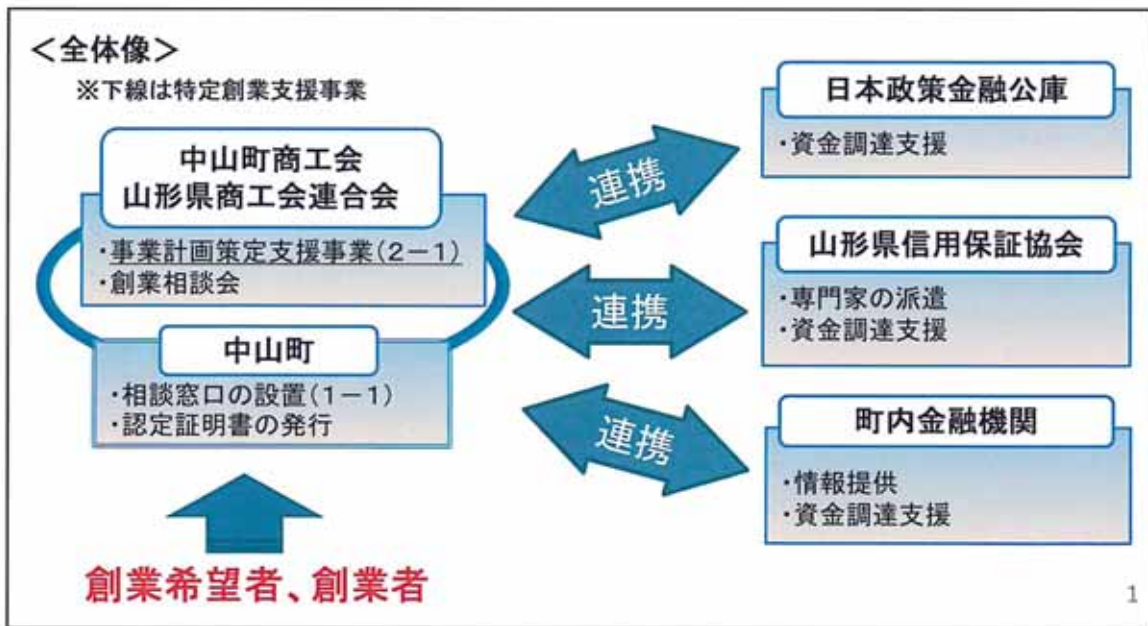 ＜全体像＞
※下線は特定創業支援事業
中山町商工会
山形県商工会連合会
・事業計画策定支援事業(２－１)
・創業相談会
中山町
・相談窓口の設置(１－１)
・認定証明書の発行
創業希望者、創業者
連携
連携
連携
日本政策金融公庫
・資金調達支援
山形県信用保証協会
・専門家の派遣
・資金調達支援
町内金融機関
・情報提供
・資金調達支援
1